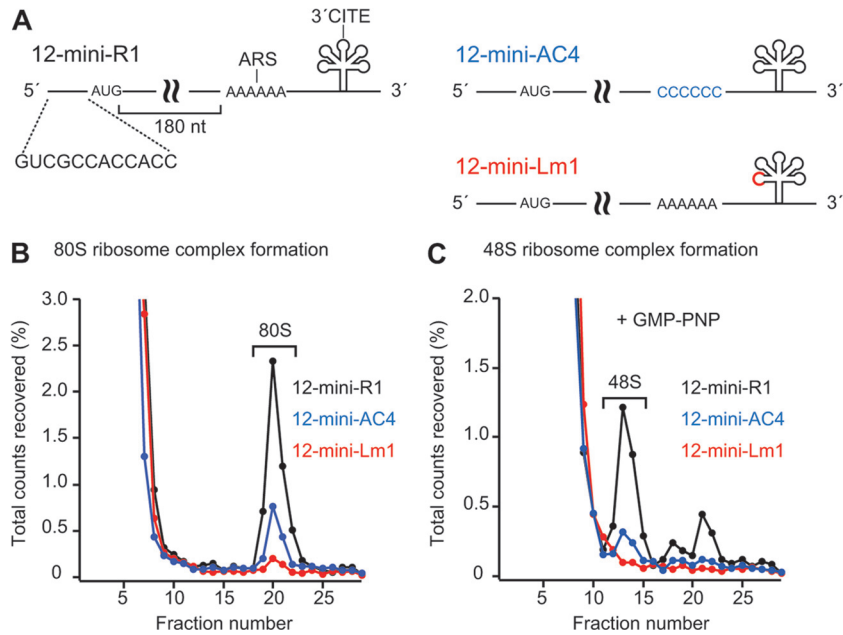 A
12-mini-R1
3´CITE
ARS
5´ AUG AAAAAA 3´
180 nt
GUCGCCACCACC
12-mini-AC4
5´ AUG CCCCCC 3´
12-mini-Lm1
5´ AUG AAAAAA 3´
B 80S ribosome complex formation
Total counts recovered (%)
3.0
2.5
2.0
1.5
1.0
0.5
0
80S
12-mini-R1
12-mini-AC4
12-mini-Lm1
5 10 15 20 25
Fraction number
C 48S ribosome complex formation
Total counts recovered (%)
2.0
1.5
1.0
0.5
0
+ GMP-PNP
48S
12-mini-R1
12-mini-AC4
12-mini-Lm1
5 10 15 20 25
Fraction number